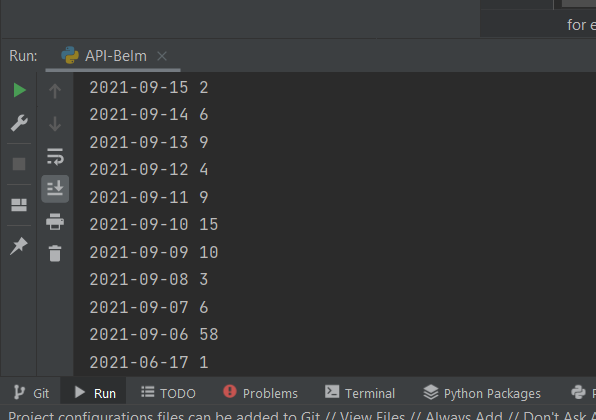 for e
Run: API-Belm
2021-09-15 2
2021-09-14 6
2021-09-13 9
2021-09-12 4
2021-09-11 9
2021-09-10 15
2021-09-09 10
2021-09-08 3
2021-09-07 6
2021-09-06 58
2021-06-17 1
Git Run TODO Problems Terminal Python Packages P
Project configurations files can be added to Git // View Files // Always Add // Don't Ask A